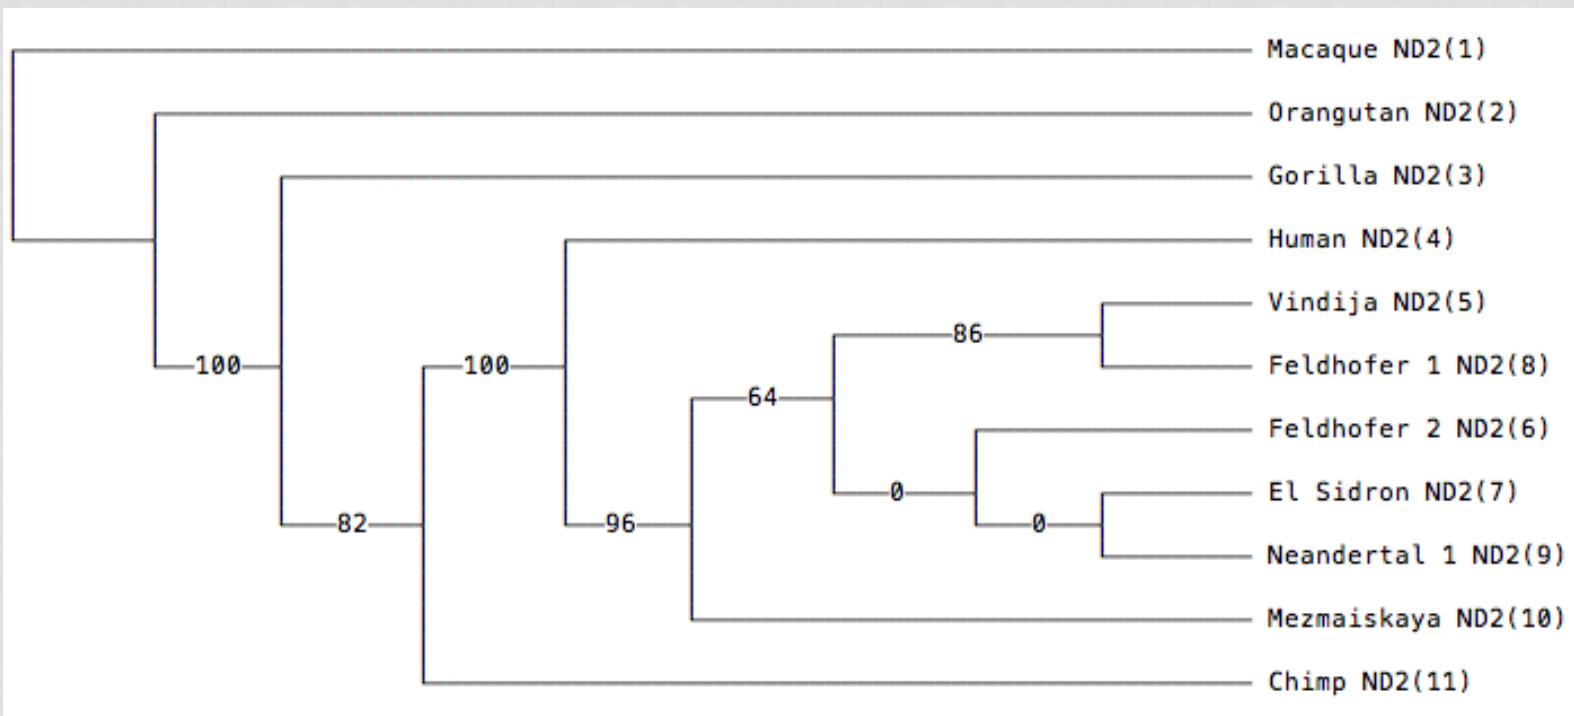 Macaque ND2(1)
Orangutan ND2(2)
Gorilla ND2(3)
Human ND2(4)
Vindija ND2(5)
86
Feldhofer 1 ND2(8)
100
100
64
Feldhofer 2 ND2(6)
0
El Sidron ND2(7)
82
96
0
Neandertal 1 ND2(9)
Mezmaiskaya ND2(10)
Chimp ND2(11)